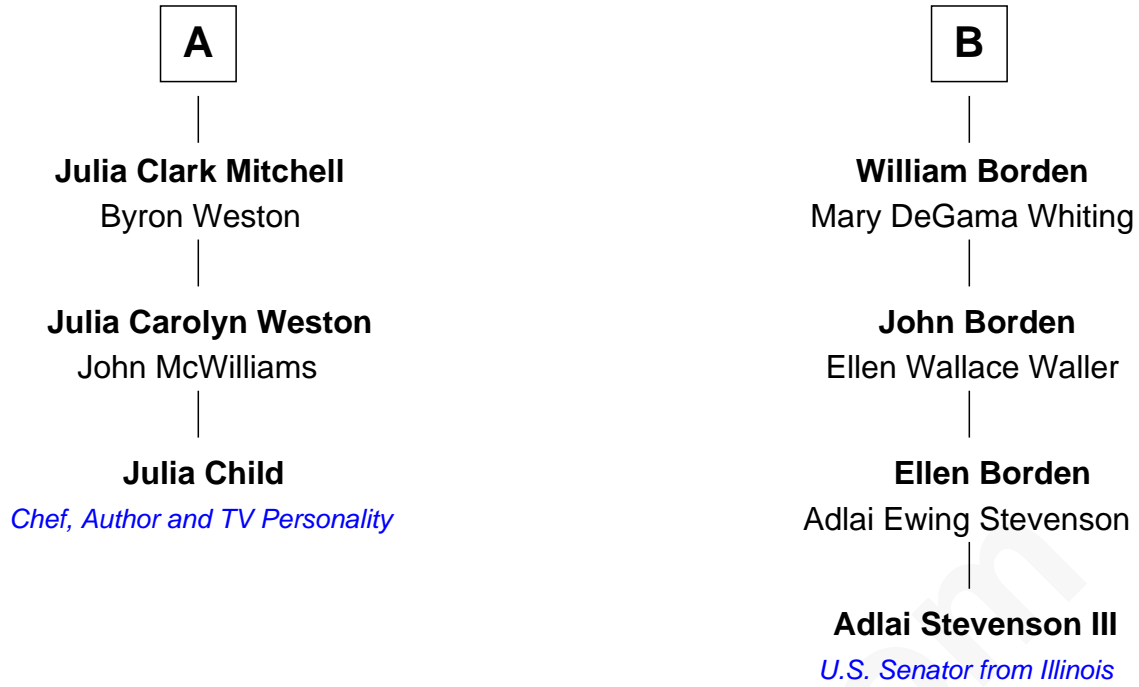 A
Julia Clark Mitchell
Byron Weston
Julia Carolyn Weston
John McWilliams
Julia Child
Chef, Author and TV Personality
B
William Borden
Mary DeGama Whiting
John Borden
Ellen Wallace Waller
Ellen Borden
Adlai Ewing Stevenson
Adlai Stevenson III
U.S. Senator from Illinois